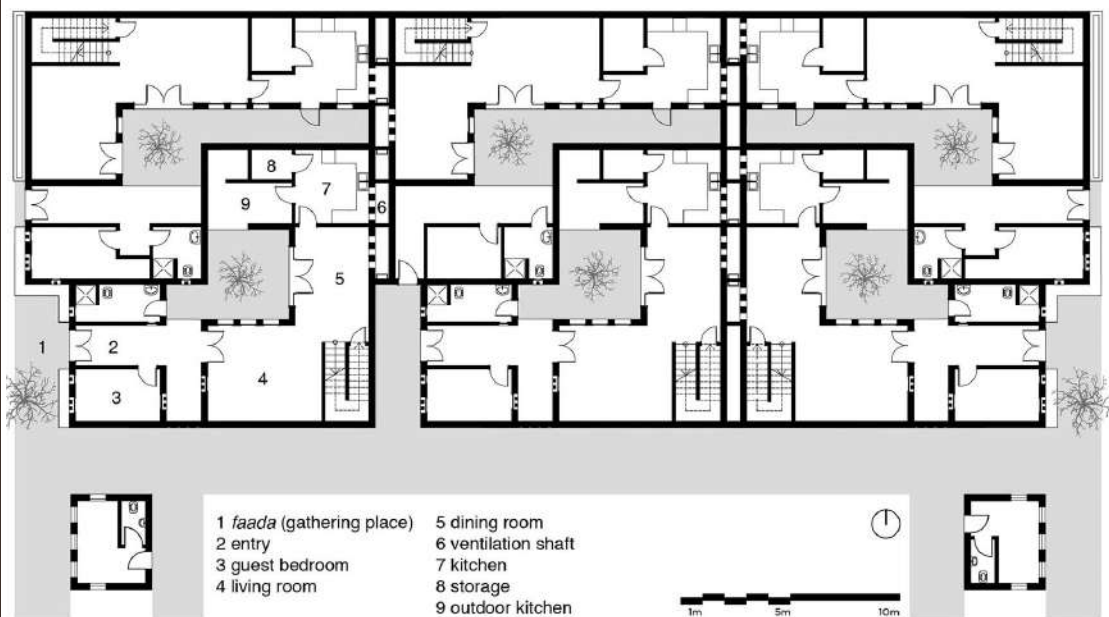 8
7
9
6
5
1
2
4
3
1 faada (gathering place)
2 entry
3 guest bedroom
4 living room
5 dining room
6 ventilation shaft
7 kitchen
8 storage
9 outdoor kitchen
1m 5m 10m